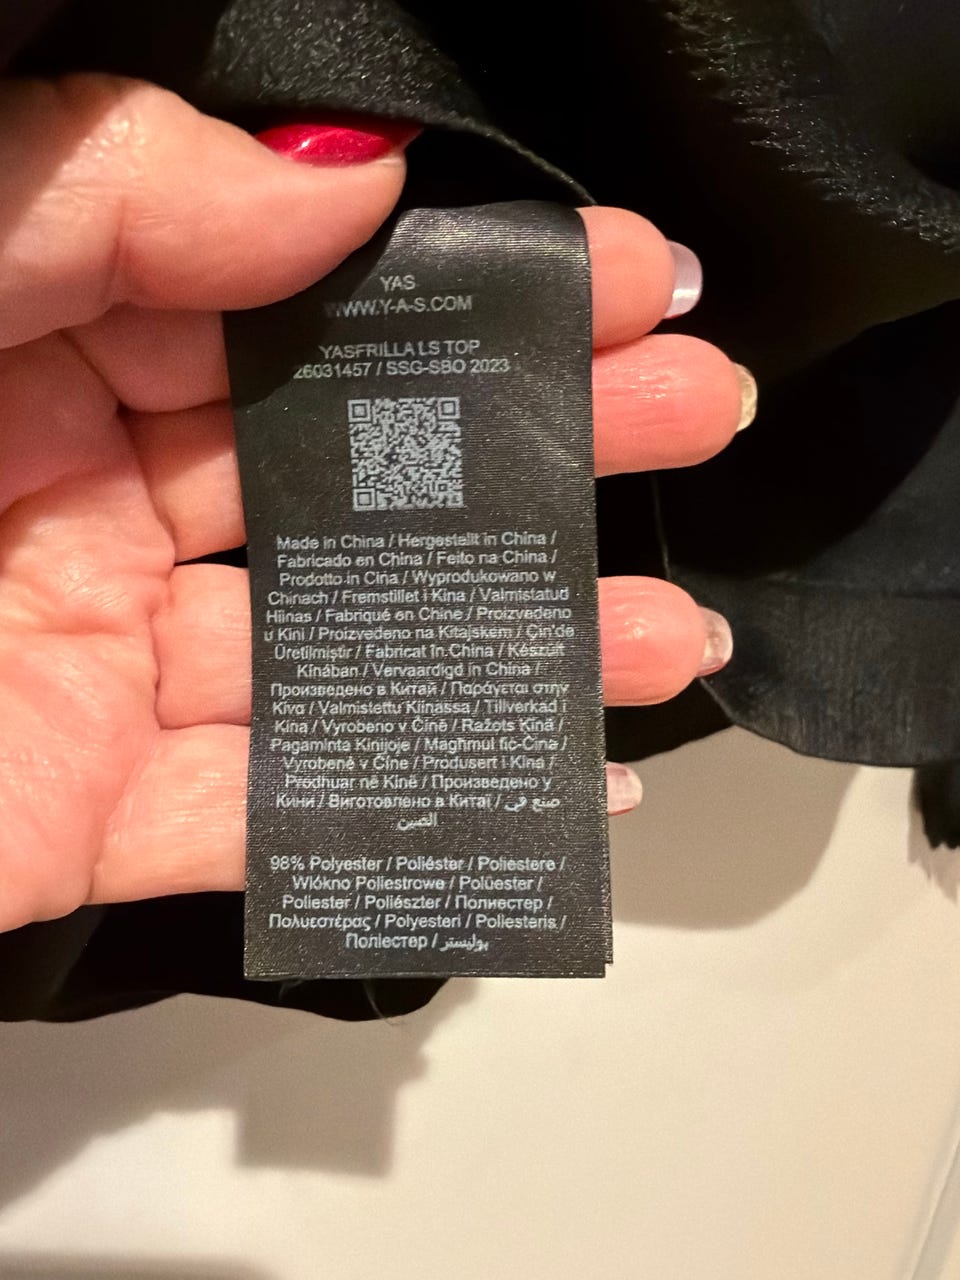 YAS
WWW.Y-A-S.COM
YASFRILLA LS TOP
26031457 / SSG-SBO 2023
Made in China / Hergestellt in China /
Fabricado en China / Feito na China /
Prodotto in Cina / Wyprodukowano w
Chinach / Fremstillet i Kina / Valmistatud
Hiinas / Fabriqué en Chine / Proizvedeno
u Kini / Proizvedeno na Kitajskem / Çin'de
Üretilmiştir / Fabricat în China / Készült
Kínában / Vervaardigd in China /
Произведено в Китай / Παράγεται στην
Κίνα / Valmistettu Kiinassa / Tillverkad i
Kina / Vyrobeno v Číně / Ražots Ķīnā /
Pagaminta Kinijoje / Magħmul fiċ-Ċina /
Vyrobené v Číne / Produsert i Kina /
Prodhuar në Kinë / Произведено у
Кини / Виготовлено в Китаї / صنع في
الصين
98% Polyester / Poliéster / Poliestere /
Włókno Poliestrowe / Polüester /
Poliester / Poliészter / Полиестер /
Πολυεστέρας / Polyesteri / Poliesteris /
Поліестер / بوليستر